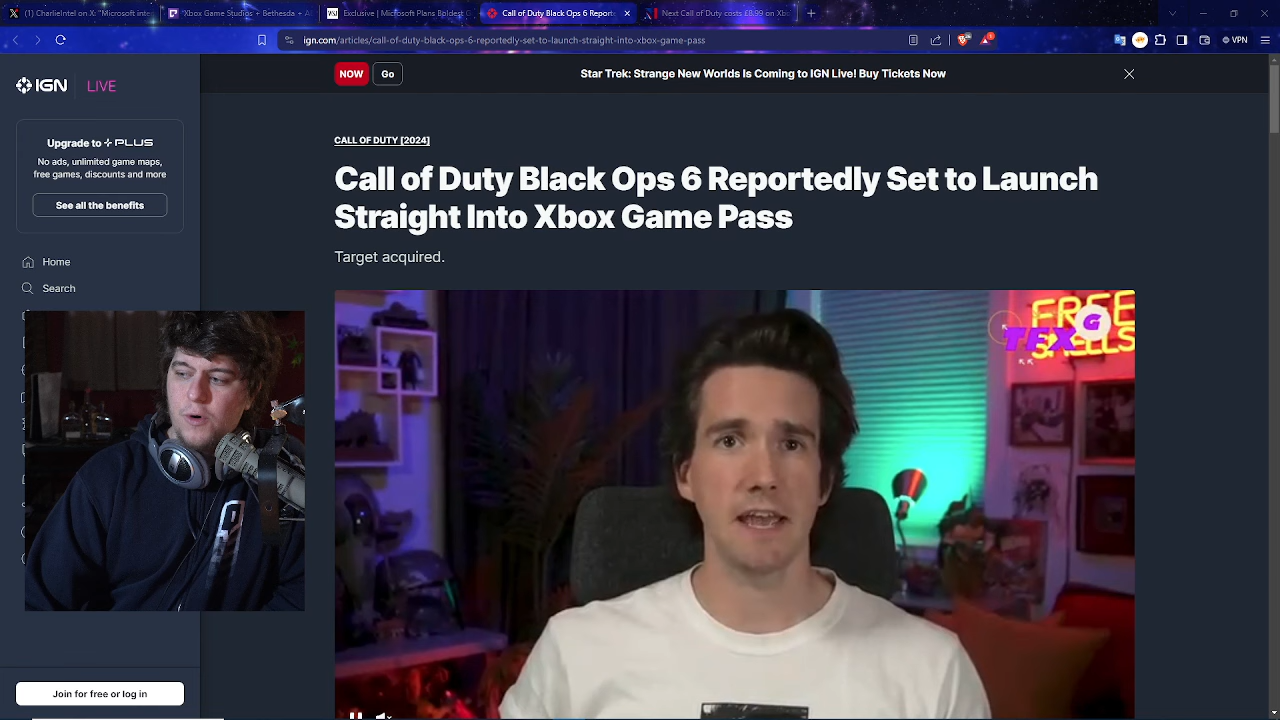 (1) CharlieIntel on X: "Microsoft inte
"Xbox Game Studios + Bethesda + A
Exclusive | Microsoft Plans Boldest G
Call of Duty Black Ops 6 Report
Next Call of Duty costs £8.99 on Xb
ign.com/articles/call-of-duty-black-ops-6-reportedly-set-to-launch-straight-into-xbox-game-pass
VPN
IGN LIVE
NOW
Go
Star Trek: Strange New Worlds Is Coming to IGN Live! Buy Tickets Now
Upgrade to PLUS
No ads, unlimited game maps,
free games, discounts and more
See all the benefits
Home
Search
Join for free or log in
CALL OF DUTY [2024]
Call of Duty Black Ops 6 Reportedly Set to Launch
Straight Into Xbox Game Pass
Target acquired.
FREE
TEX G